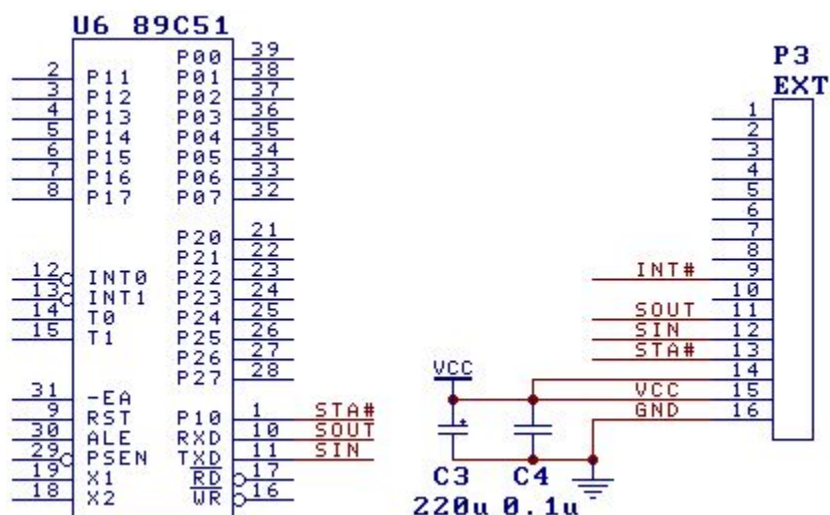 U6 89C51
P00 39
2 P11 P01 38
3 P12 P02 37
4 P13 P03 36
5 P14 P04 35
6 P15 P05 34
7 P16 P06 33
8 P17 P07 32
P20 21
P21 22
12 INT0 P22 23
13 INT1 P23 24
14 T0 P24 25
15 T1 P25 26
P26 27
P27 28
31 -EA
9 RST P10 1 STA#
30 ALE RXD 10 SOUT
29 PSEN TXD 11 SIN
19 X1 RD 17
18 X2 WR 16
P3
EXT
1
2
3
4
5
6
7
8
INT# 9
10
SOUT 11
SIN 12
STA# 13
14
VCC 15
GND 16
VCC
C3 C4
220u 0.1u